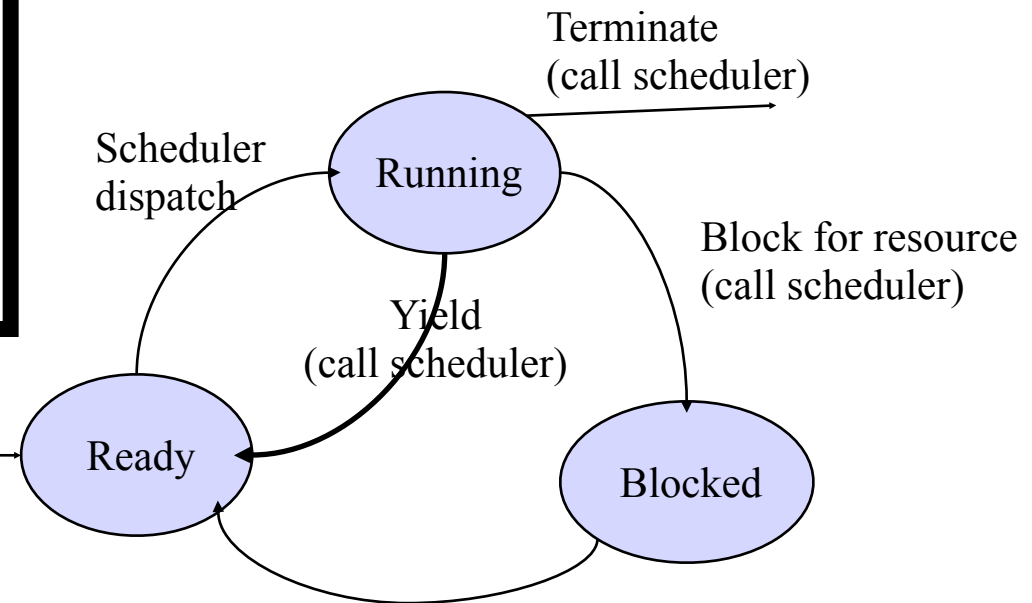 Terminate
(call scheduler)
Scheduler
dispatch
Running
Block for resource
(call scheduler)
Yield
(call scheduler)
Ready
Blocked